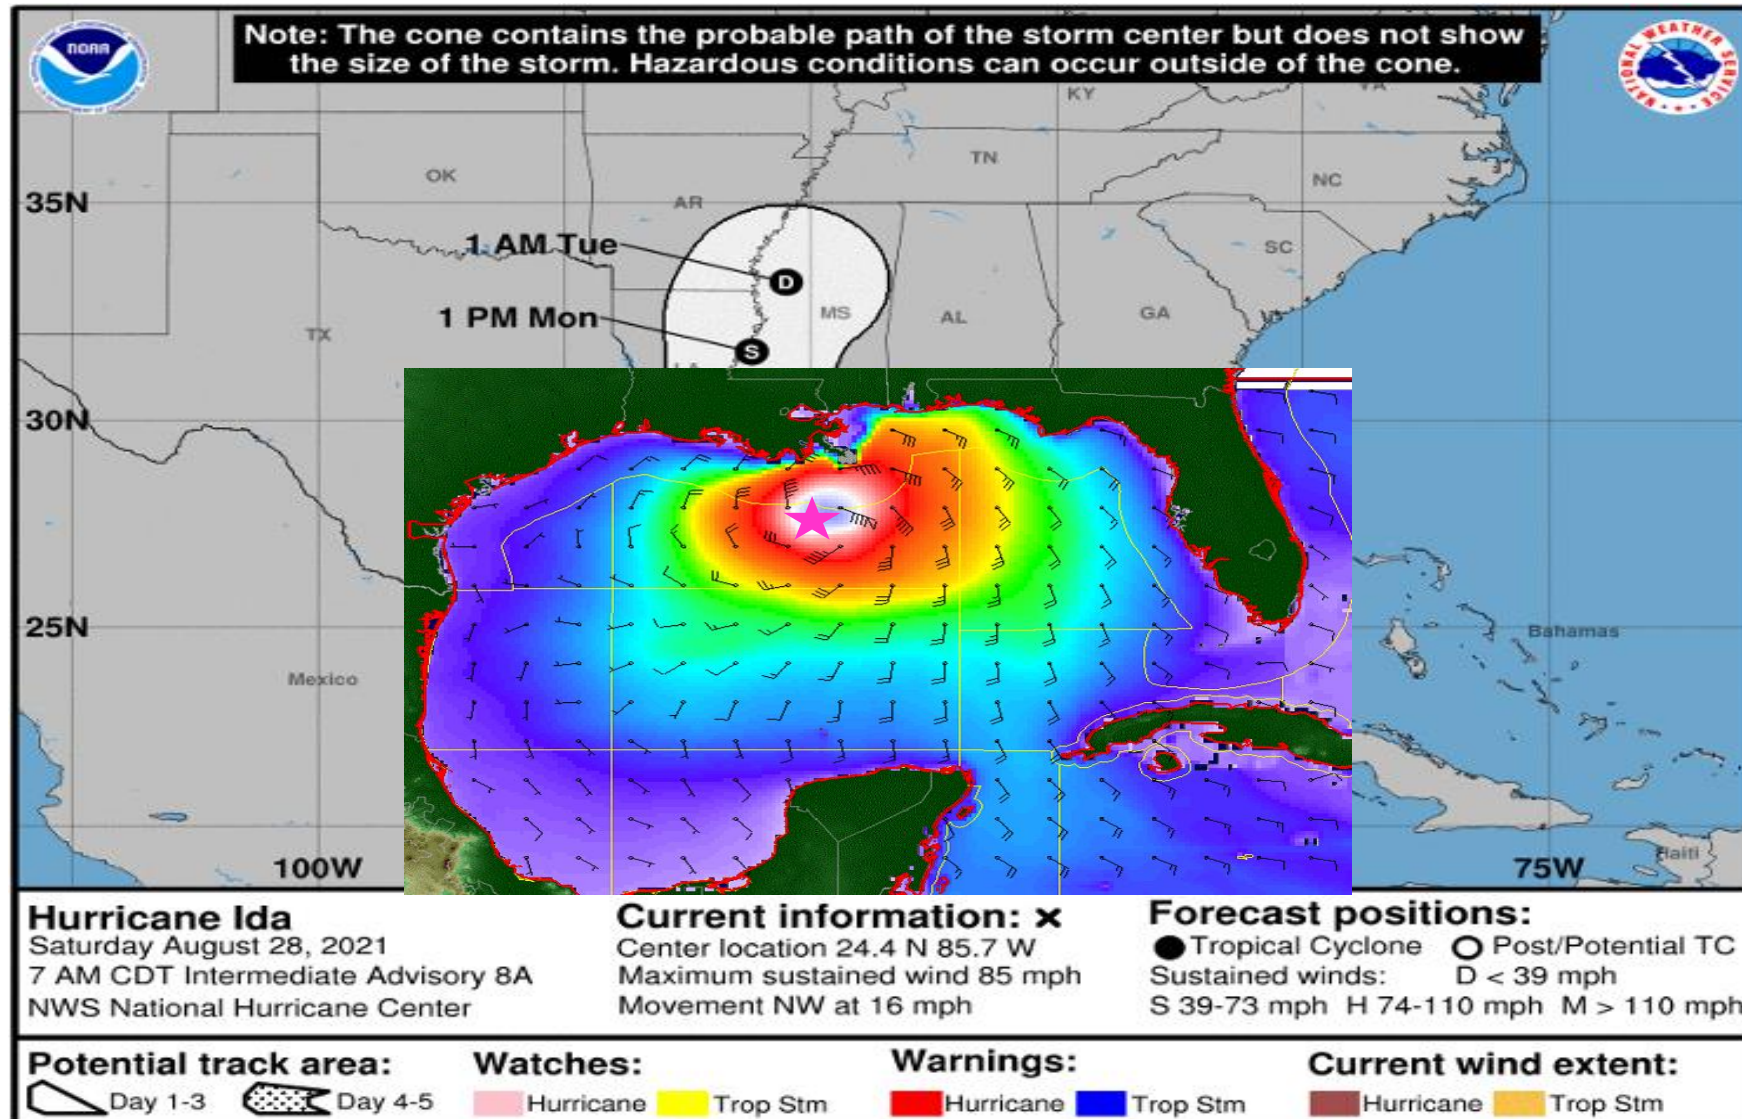 Note: The cone contains the probable path of the storm center but does not show
the size of the storm. Hazardous conditions can occur outside of the cone.
NOAA
NATIONAL WEATHER SERVICE
KY
VA
TN
OK
NC
35N
AR
1 AM Tue
SC
D
1 PM Mon
MS
AL
GA
TX
S
LA
30N
25N
Bahamas
Mexico
100W
75W
Haiti
Hurricane Ida
Saturday August 28, 2021
7 AM CDT Intermediate Advisory 8A
NWS National Hurricane Center
Current information: x
Center location 24.4 N 85.7 W
Maximum sustained wind 85 mph
Movement NW at 16 mph
Forecast positions:
Tropical Cyclone Post/Potential TC
Sustained winds: D < 39 mph
S 39-73 mph H 74-110 mph M > 110 mph
Potential track area:
Day 1-3 Day 4-5
Watches:
Hurricane Trop Stm
Warnings:
Hurricane Trop Stm
Current wind extent:
Hurricane Trop Stm